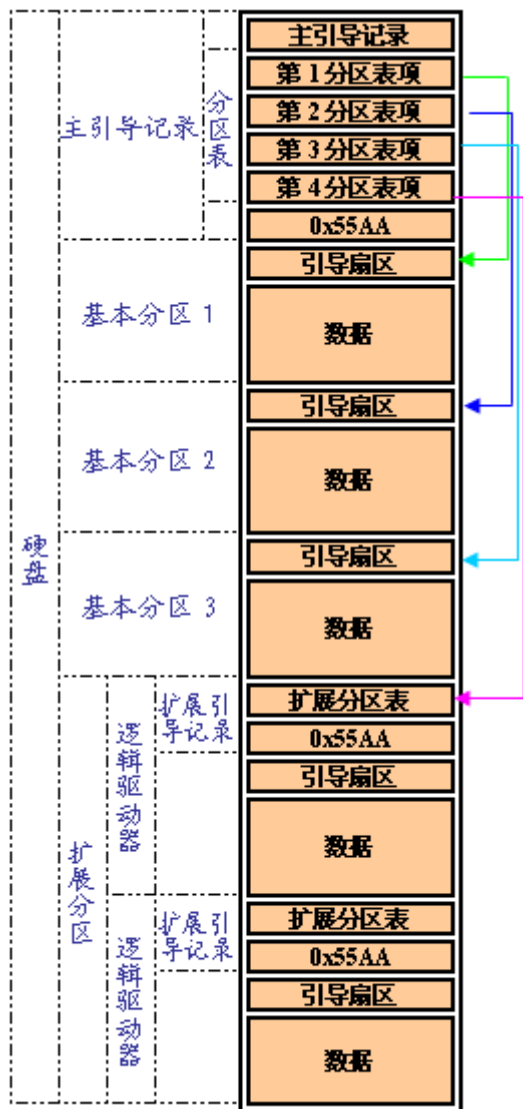 主引导记录
第1分区表项
第2分区表项
第3分区表项
第4分区表项
0x55AA
主引导记录
分区表
引导扇区
数据
基本分区 1
引导扇区
数据
基本分区 2
引导扇区
数据
基本分区 3
硬盘
扩展分区
扩展分区表
0x55AA
扩展引
导记录
逻辑驱动器
引导扇区
数据
扩展分区表
0x55AA
扩展引
导记录
逻辑驱动器
引导扇区
数据